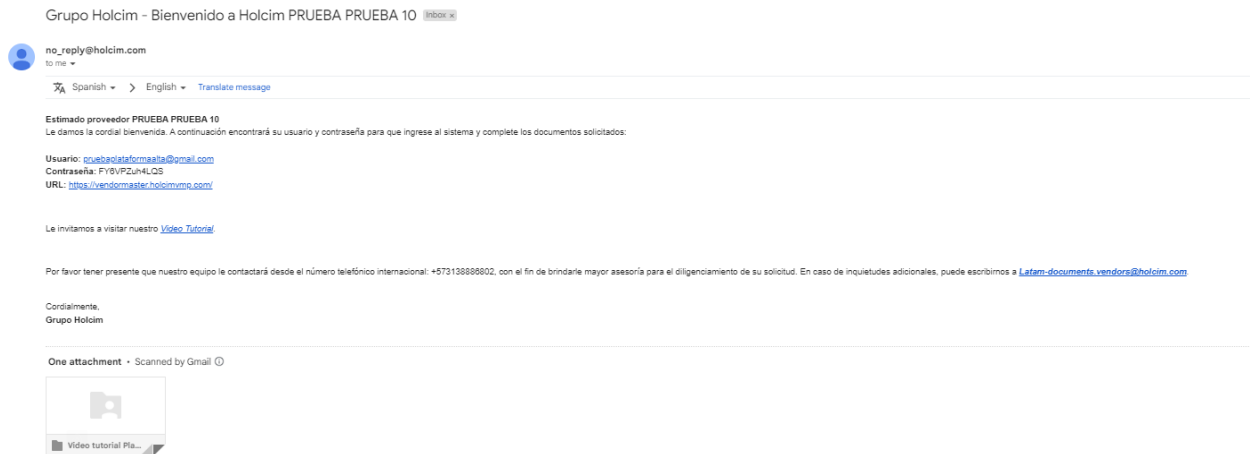 Grupo Holcim - Bienvenido a Holcim PRUEBA PRUEBA 10 Inbox x
no_reply@holcim.com
to me
Spanish > English Translate message
Estimado proveedor PRUEBA PRUEBA 10
Le damos la cordial bienvenida. A continuación encontrará su usuario y contraseña para que ingrese al sistema y complete los documentos solicitados:
Usuario: pruebaplataformaalta@gmail.com
Contraseña: FY6VPZuh4LQS
URL: https://vendormaster.holcimvmp.com/
Le invitamos a visitar nuestro Video Tutorial.
Por favor tener presente que nuestro equipo le contactará desde el número telefónico internacional: +573138886802, con el fin de brindarle mayor asesoría para el diligenciamiento de su solicitud. En caso de inquietudes adicionales, puede escribirnos a Latam-documents.vendors@holcim.com
Cordialmente,
Grupo Holcim
One attachment • Scanned by Gmail
Video tutorial Pla...